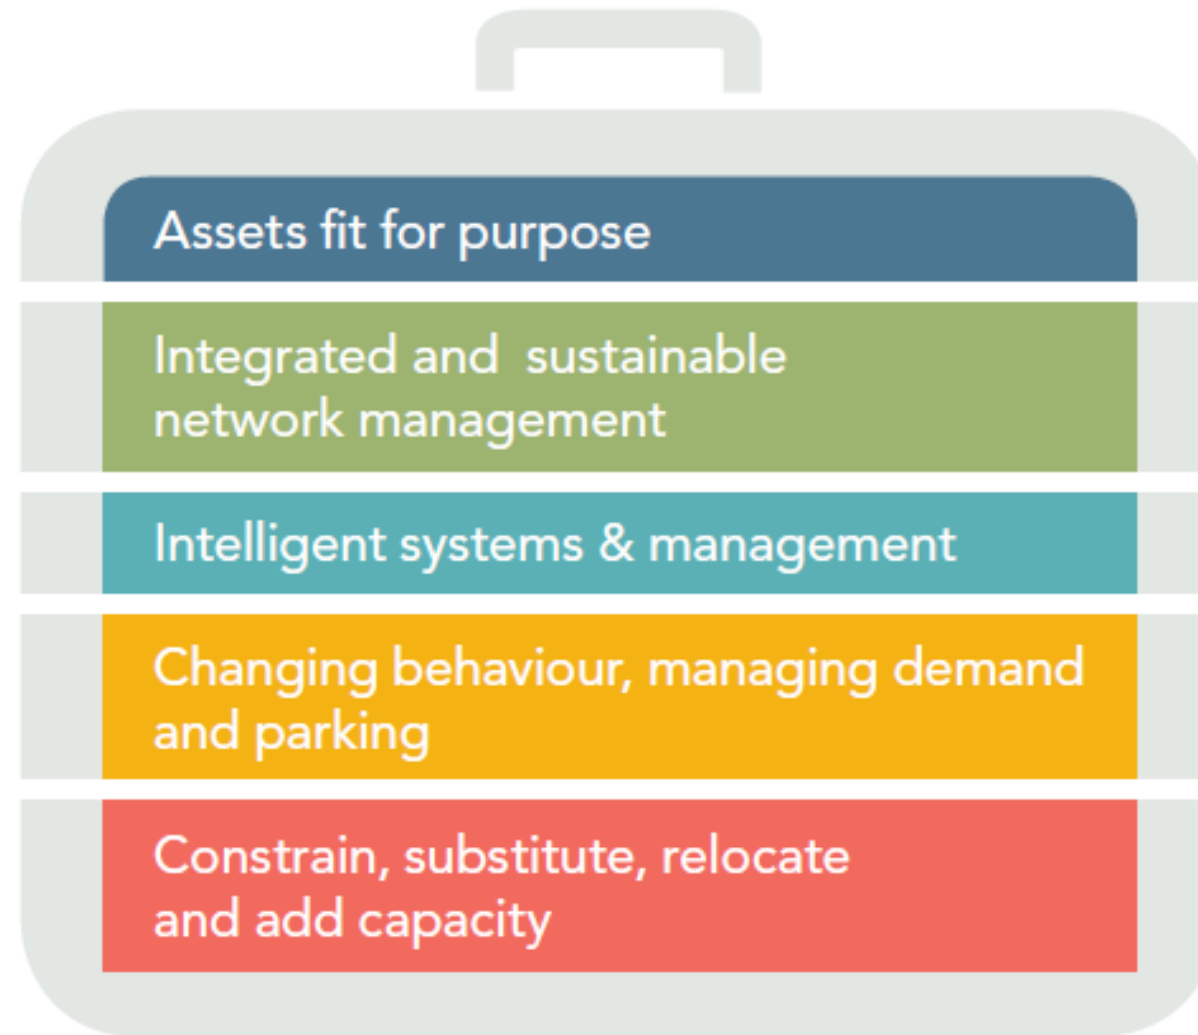 Assets fit for purpose
Integrated and sustainable
network management
Intelligent systems & management
Changing behaviour, managing demand
and parking
Constrain, substitute, relocate
and add capacity